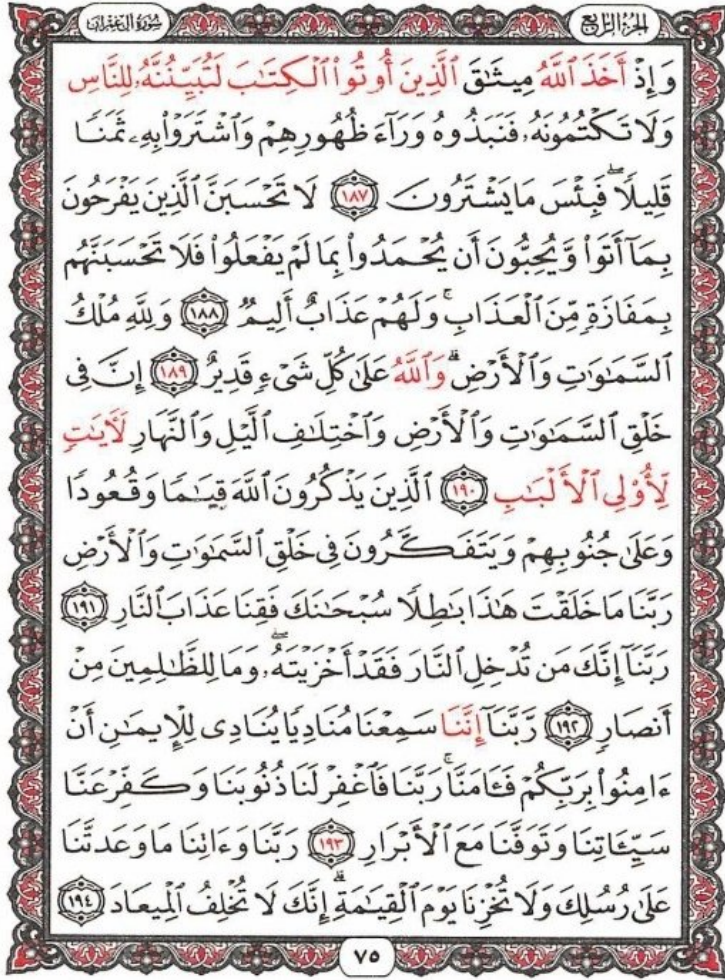 الجزء الرابع
سورة آل عمران
وَإِذْ أَخَذَ ٱللَّهُ مِيثَٰقَ ٱلَّذِينَ أُوتُوا۟ ٱلْكِتَٰبَ لَتُبَيِّنُنَّهُۥ لِلنَّاسِ
وَلَا تَكْتُمُونَهُۥ فَنَبَذُوهُ وَرَآءَ ظُهُورِهِمْ وَٱشْتَرَوْا۟ بِهِۦ ثَمَنًا
قَلِيلًا ۖ فَبِئْسَ مَا يَشْتَرُونَ ١٨٧ لَا تَحْسَبَنَّ ٱلَّذِينَ يَفْرَحُونَ
بِمَآ أَتَوا۟ وَّيُحِبُّونَ أَن يُحْمَدُوا۟ بِمَا لَمْ يَفْعَلُوا۟ فَلَا تَحْسَبَنَّهُم
بِمَفَازَةٍ مِّنَ ٱلْعَذَابِ ۚ وَلَهُمْ عَذَابٌ أَلِيمٌ ١٨٨ وَلِلَّهِ مُلْكُ
ٱلسَّمَٰوَٰتِ وَٱلْأَرْضِ ۗ وَٱللَّهُ عَلَىٰ كُلِّ شَىْءٍ قَدِيرٌ ١٨٩ إِنَّ فِى
خَلْقِ ٱلسَّمَٰوَٰتِ وَٱلْأَرْضِ وَٱخْتِلَٰفِ ٱلَّيْلِ وَٱلنَّهَارِ لَءَايَٰتٍ
لِّأُو۟لِى ٱلْأَلْبَٰبِ ١٩٠ ٱلَّذِينَ يَذْكُرُونَ ٱللَّهَ قِيَٰمًا وَقُعُودًا
وَعَلَىٰ جُنُوبِهِمْ وَيَتَفَكَّرُونَ فِى خَلْقِ ٱلسَّمَٰوَٰتِ وَٱلْأَرْضِ
رَبَّنَا مَا خَلَقْتَ هَٰذَا بَٰطِلًا سُبْحَٰنَكَ فَقِنَا عَذَابَ ٱلنَّارِ ١٩١
رَبَّنَآ إِنَّكَ مَن تُدْخِلِ ٱلنَّارَ فَقَدْ أَخْزَيْتَهُۥ ۖ وَمَا لِلظَّٰلِمِينَ مِنْ
أَنصَارٍ ١٩٢ رَّبَّنَآ إِنَّنَا سَمِعْنَا مُنَادِيًا يُنَادِى لِلْإِيمَٰنِ أَنْ
ءَامِنُوا۟ بِرَبِّكُمْ فَـَٔامَنَّا ۚ رَبَّنَا فَٱغْفِرْ لَنَا ذُنُوبَنَا وَكَفِّرْ عَنَّا
سَيِّـَٔاتِنَا وَتَوَفَّنَا مَعَ ٱلْأَبْرَارِ ١٩٣ رَبَّنَا وَءَاتِنَا مَا وَعَدتَّنَا
عَلَىٰ رُسُلِكَ وَلَا تُخْزِنَا يَوْمَ ٱلْقِيَٰمَةِ ۗ إِنَّكَ لَا تُخْلِفُ ٱلْمِيعَادَ ١٩٤
٧٥